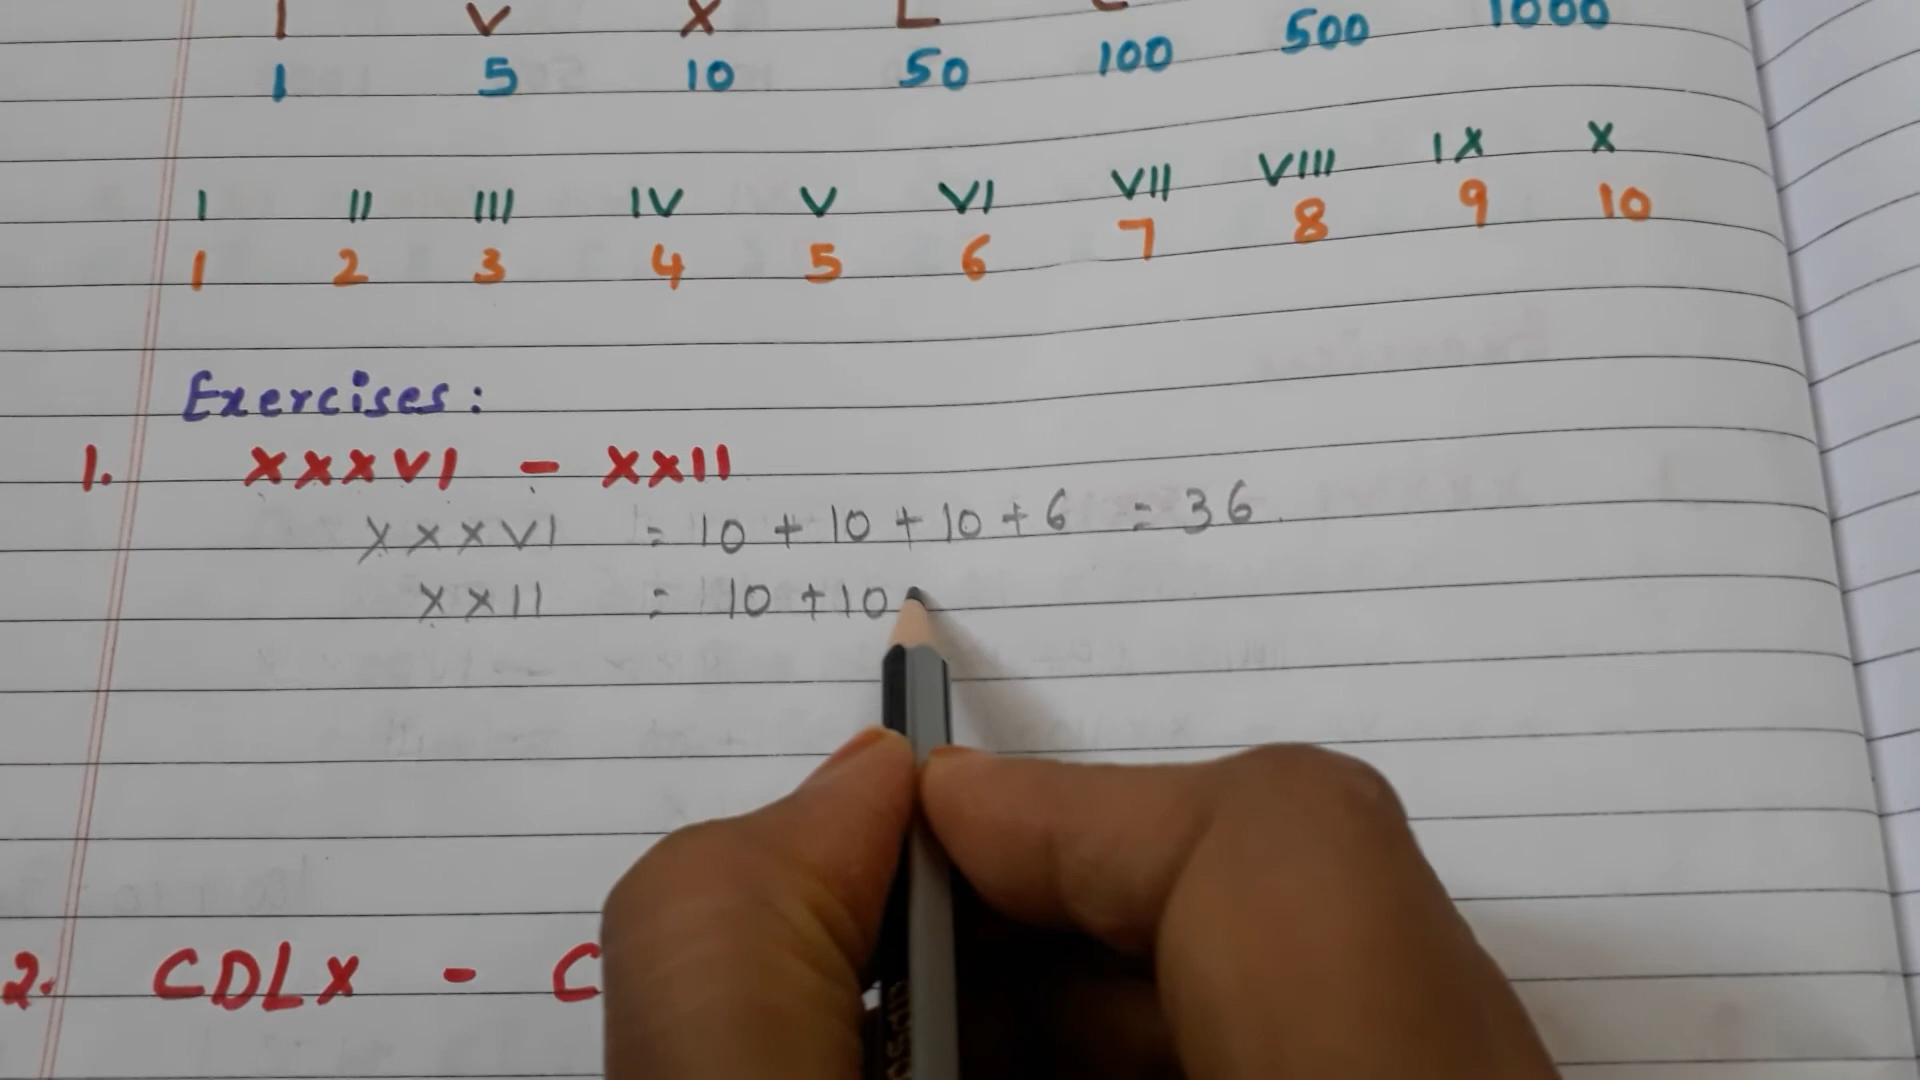 I V X L
1 5 10 50 100 500 1000
I II III IV V VI VII VIII IX X
1 2 3 4 5 6 7 8 9 10
Exercises:
1. XXXVI - XXII
XXXVI = 10 + 10 + 10 + 6 = 36.
XXII = 10 + 10
2. CDLX - C